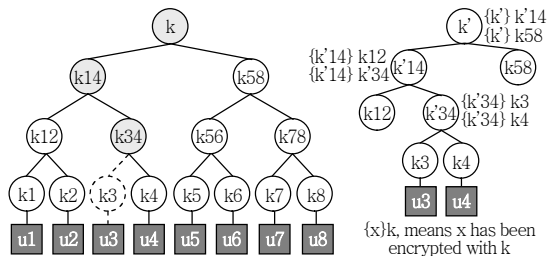 k
k14
k58
k12
k34
k56
k78
k1
k2
k3
k4
k5
k6
k7
k8
u1
u2
u3
u4
u5
u6
u7
u8
k'
{k'} k'14
{k'} k58
{k'14} k12
{k'14} k'34
k'14
k58
k12
k'34
{k'34} k3
{k'34} k4
k3
k4
u3
u4
{x}k, means x has been
encrypted with k